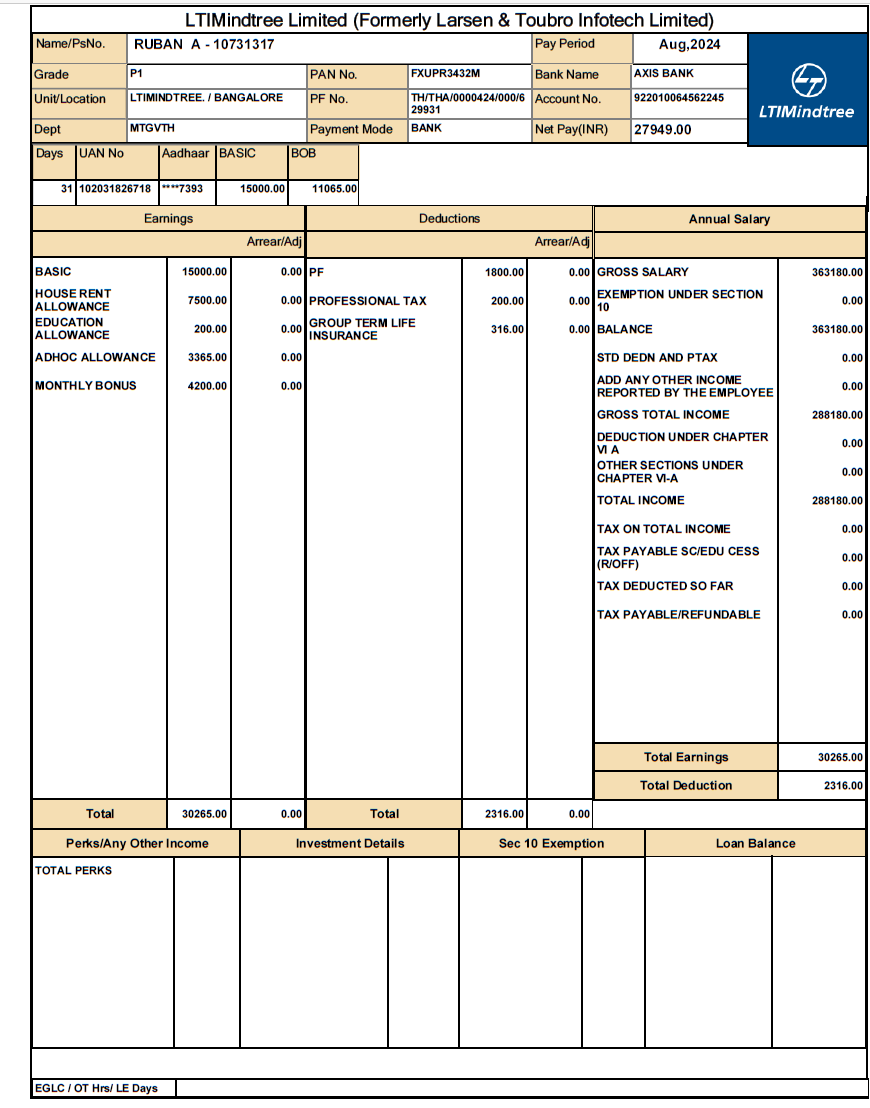 LTIMindtree Limited (Formerly Larsen & Toubro Infotech Limited)
Name/PsNo. RUBAN A - 10731317 Pay Period Aug,2024
Grade P1 PAN No. FXUPR3432M Bank Name AXIS BANK
Unit/Location LTIMINDTREE. / BANGALORE PF No. TH/THA/0000424/000/6 Account No. 922010064562245
29931
LTIMindtree
Dept MTGVTH Payment Mode BANK Net Pay(INR) 27949.00
Days UAN No Aadhaar BASIC BOB
31 102031826718 ****7393 15000.00 11065.00
Earnings Deductions Annual Salary
Arrear/Adj Arrear/Adj
BASIC 15000.00 0.00 PF 1800.00 0.00 GROSS SALARY 363180.00
HOUSE RENT
ALLOWANCE 7500.00 0.00 PROFESSIONAL TAX 200.00 0.00 EXEMPTION UNDER SECTION
10 0.00
EDUCATION
ALLOWANCE 200.00 0.00 GROUP TERM LIFE
INSURANCE 316.00 0.00 BALANCE 363180.00
ADHOC ALLOWANCE 3365.00 0.00 STD DEDN AND PTAX 0.00
MONTHLY BONUS 4200.00 0.00 ADD ANY OTHER INCOME
REPORTED BY THE EMPLOYEE 0.00
GROSS TOTAL INCOME 288180.00
DEDUCTION UNDER CHAPTER
VI A 0.00
OTHER SECTIONS UNDER
CHAPTER VI-A 0.00
TOTAL INCOME 288180.00
TAX ON TOTAL INCOME 0.00
TAX PAYABLE SC/EDU CESS
(R/OFF) 0.00
TAX DEDUCTED SO FAR 0.00
TAX PAYABLE/REFUNDABLE 0.00
Total Earnings 30265.00
Total Deduction 2316.00
Total 30265.00 0.00 Total 2316.00 0.00
Perks/Any Other Income Investment Details Sec 10 Exemption Loan Balance
TOTAL PERKS
EGLC / OT Hrs/ LE Days